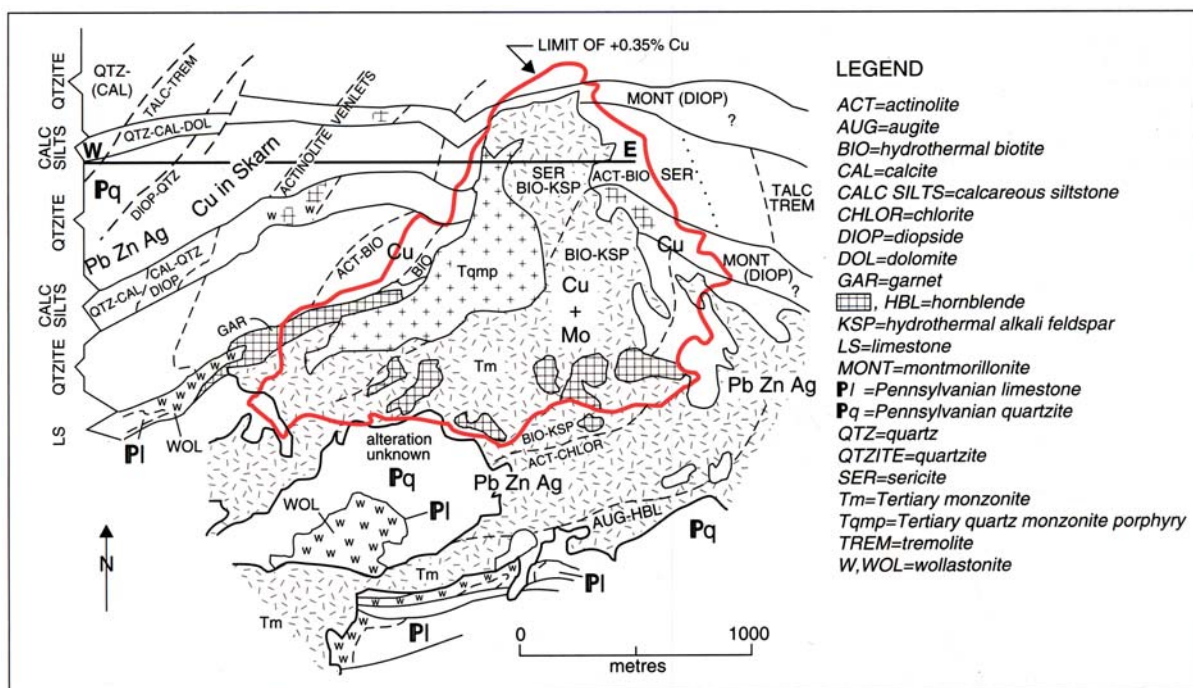 LIMIT OF +0.35% Cu
QTZITE
CALC
SILTS
QTZITE
CALC
SILTS
QTZITE
LS
QTZ-
(CAL)
TALC-TREM
QTZ-CAL-DOL
W
E
Pq
DIOP-QTZ
Cu in Skarn
ACTINOLITE VEINLETS
Pb Zn Ag
QTZ-CAL/CAL-QTZ
DIOP
w
w
ACT-BIO
Cu
BIO
GAR
Tqmp
SER
BIO-KSP
ACT-BIO
SER
MONT (DIOP)
?
TALC
TREM
BIO-KSP
Cu
+
Mo
Cu
MONT
(DIOP)
?
Tm
Pb Zn Ag
WOL
Pl
alteration
unknown
Pq
BIO-KSP
ACT-CHLOR
Pb Zn Ag
WOL
Pl
AUG-HBL
Pq
Tm
Tm
Pl
Pl
N
0 1000
metres
LEGEND
ACT=actinolite
AUG=augite
BIO=hydrothermal biotite
CAL=calcite
CALC SILTS=calcareous siltstone
CHLOR=chlorite
DIOP=diopside
DOL=dolomite
GAR=garnet
, HBL=hornblende
KSP=hydrothermal alkali feldspar
LS=limestone
MONT=montmorillonite
Pl =Pennsylvanian limestone
Pq =Pennsylvanian quartzite
QTZ=quartz
QTZITE=quartzite
SER=sericite
Tm=Tertiary monzonite
Tqmp=Tertiary quartz monzonite porphyry
TREM=tremolite
W,WOL=wollastonite